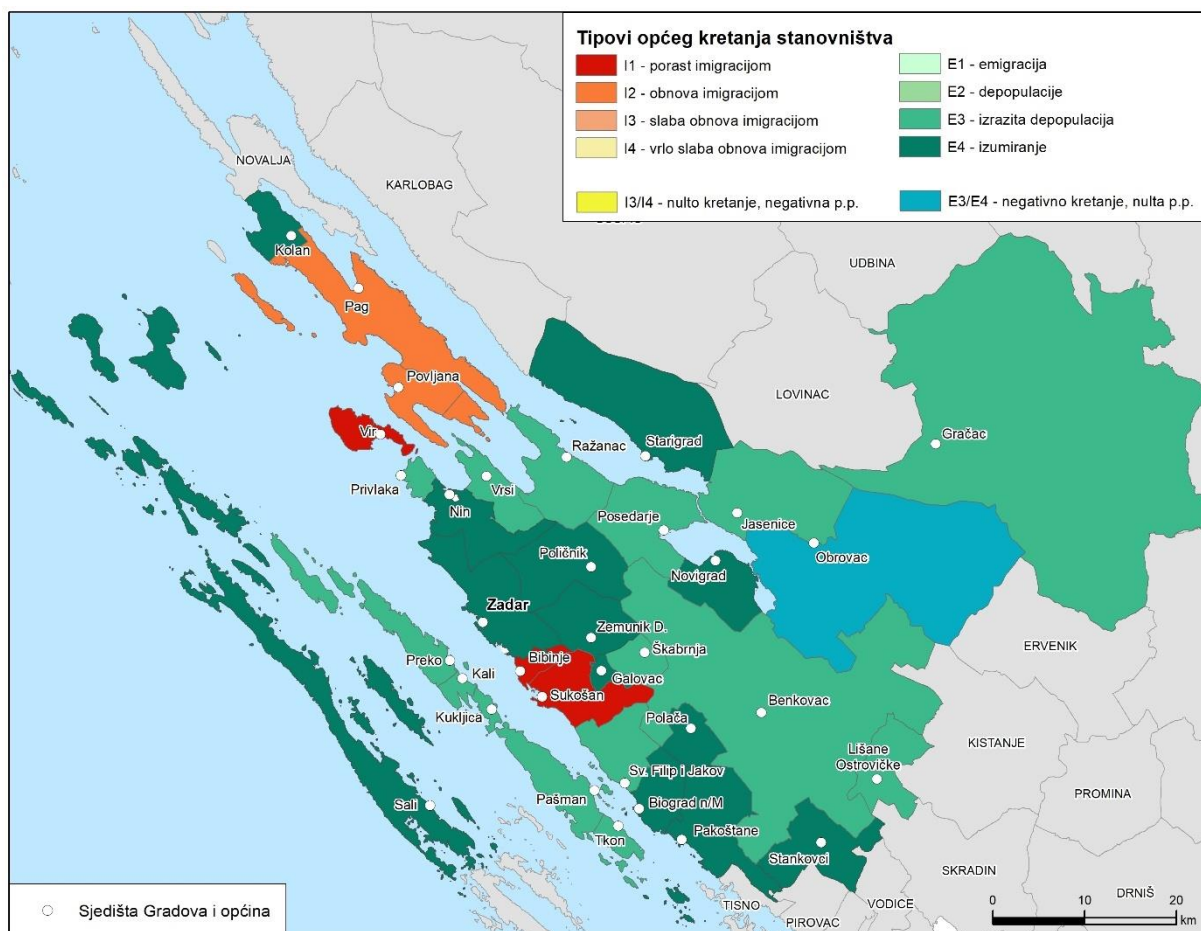 Tipovi općeg kretanja stanovništva
I1 - porast imigracijom
I2 - obnova imigracijom
I3 - slaba obnova imigracijom
I4 - vrlo slaba obnova imigracijom
I3/I4 - nulto kretanje, negativna p.p.
E1 - emigracija
E2 - depopulacije
E3 - izrazita depopulacija
E4 - izumiranje
E3/E4 - negativno kretanje, nulta p.p.
NOVALJA
KARLOBAG
UDBINA
Kolan
Pag
Povljana
LOVINAC
Vir
Starigrad
Gračac
Ražanac
Privlaka
Vrsi
Nin
Posedarje
Jasenice
Obrovac
Poličnik
Novigrad
Zadar
Zemunik D.
Škabrnja
ERVENIK
Bibinje
Preko
Kali
Galovac
Sukošan
Kukljica
Polača
Benkovac
KISTANJE
Lišane
Ostrovičke
Sv. Filip i Jakov
Pašman
Biograd n/M
PROMINA
Sali
Tkon
Pakoštane
Stankovci
SKRADIN
DRNIŠ
TISNO
VODICE
PIROVAC
Sjedišta Gradova i općina
0 10 20
km